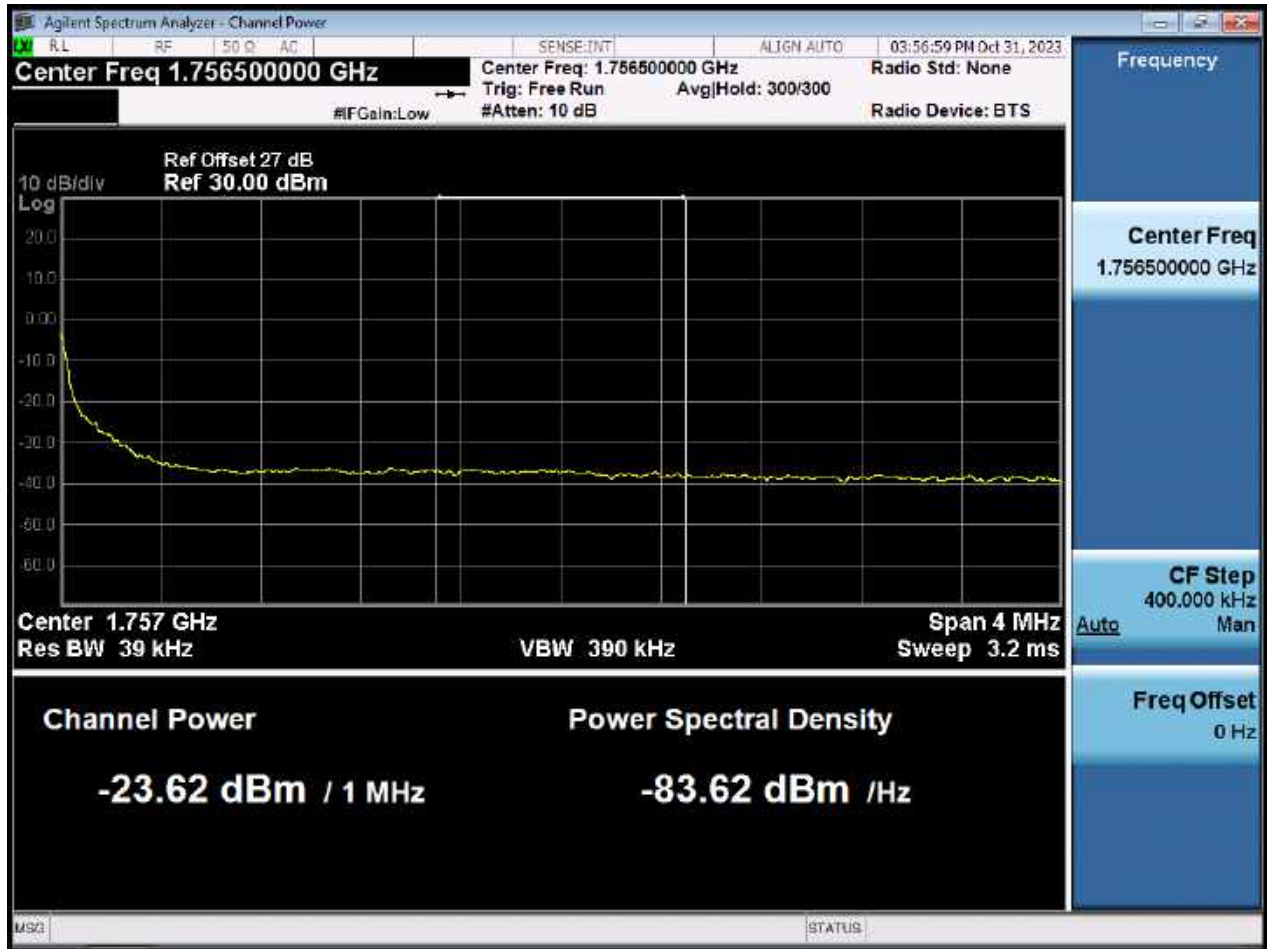 Agilent Spectrum Analyzer - Channel Power
LXI RL RF 50 Ω AC SENSE:INT ALIGN AUTO 03:56:59 PM Oct 31, 2023
Center Freq 1.756500000 GHz
Center Freq: 1.756500000 GHz
Radio Std: None
Trig: Free Run Avg|Hold: 300/300
#IFGain:Low #Atten: 10 dB
Radio Device: BTS
Ref Offset 27 dB
10 dB/div Ref 30.00 dBm
Log
20.0
10.0
0.00
-10.0
-20.0
-30.0
-40.0
-50.0
-60.0
Center 1.757 GHz Span 4 MHz
Res BW 39 kHz VBW 390 kHz Sweep 3.2 ms
Channel Power Power Spectral Density
-23.62 dBm / 1 MHz -83.62 dBm /Hz
MSG STATUS
Frequency
Center Freq
1.756500000 GHz
CF Step
400.000 kHz
Auto Man
Freq Offset
0 Hz